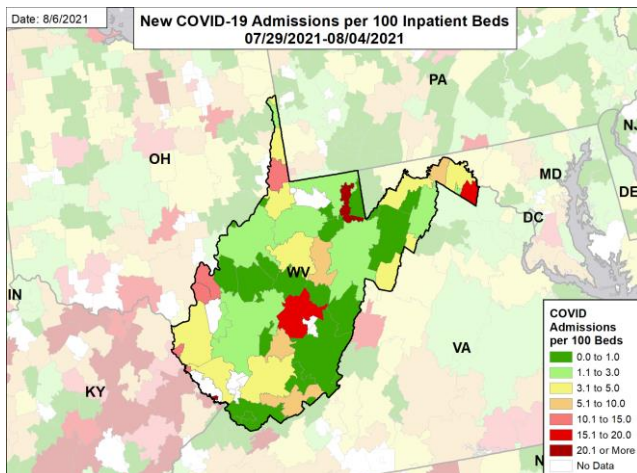 Date: 8/6/2021
New COVID-19 Admissions per 100 Inpatient Beds
07/29/2021-08/04/2021
PA
NJ
OH
MD
DE
DC
WV
IN
VA
KY
N
COVID
Admissions
per 100 Beds
0.0 to 1.0
1.1 to 3.0
3.1 to 5.0
5.1 to 10.0
10.1 to 15.0
15.1 to 20.0
20.1 or More
No Data